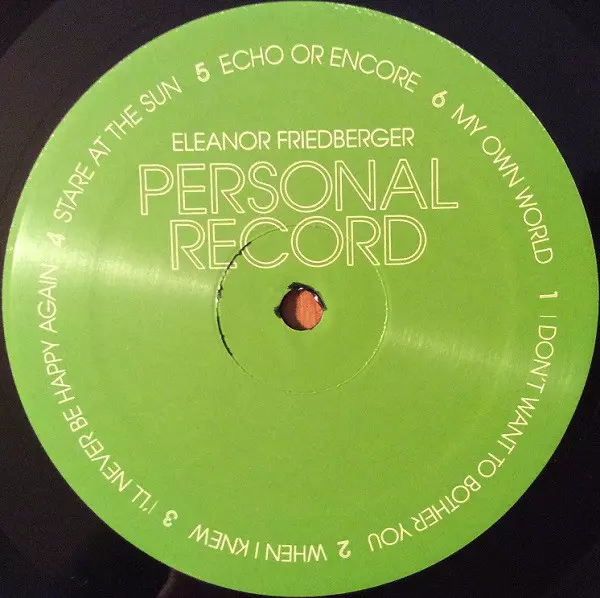 ELEANOR FRIEDBERGER
PERSONAL
RECORD
1 I DON'T WANT TO BOTHER YOU
2 WHEN I KNEW
3 I'LL NEVER BE HAPPY AGAIN
4 STARE AT THE SUN
5 ECHO OR ENCORE
6 MY OWN WORLD